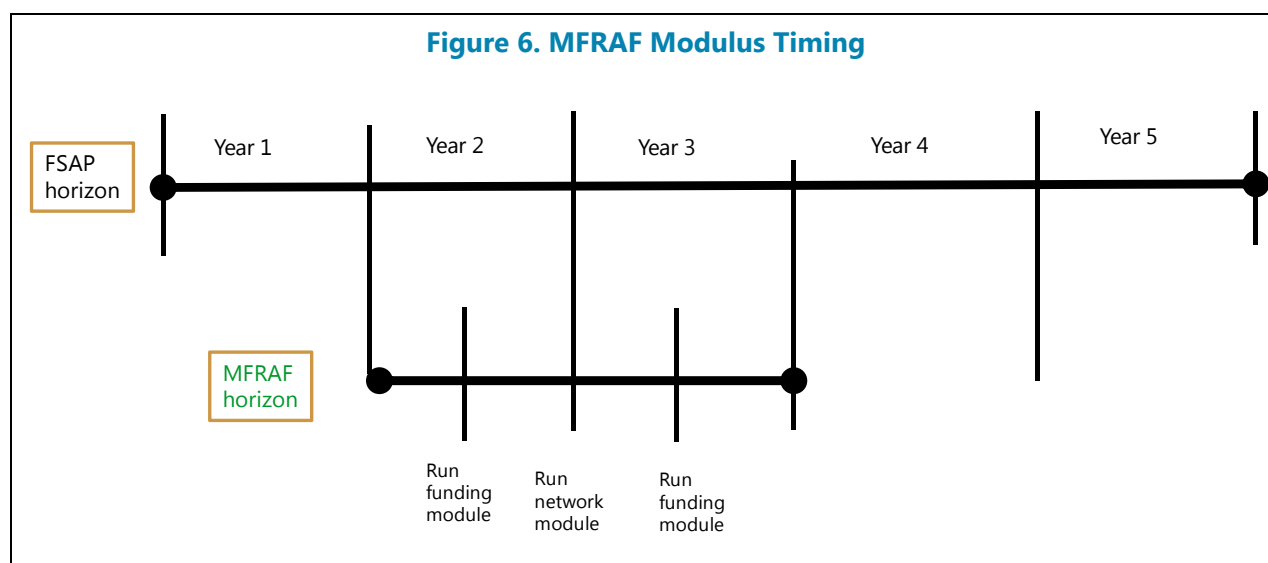 Figure 6. MFRAF Modulus Timing
Year 1
Year 2
Year 3
Year 4
Year 5
FSAP
horizon
MFRAF
horizon
Run
funding
module
Run
network
module
Run
funding
module